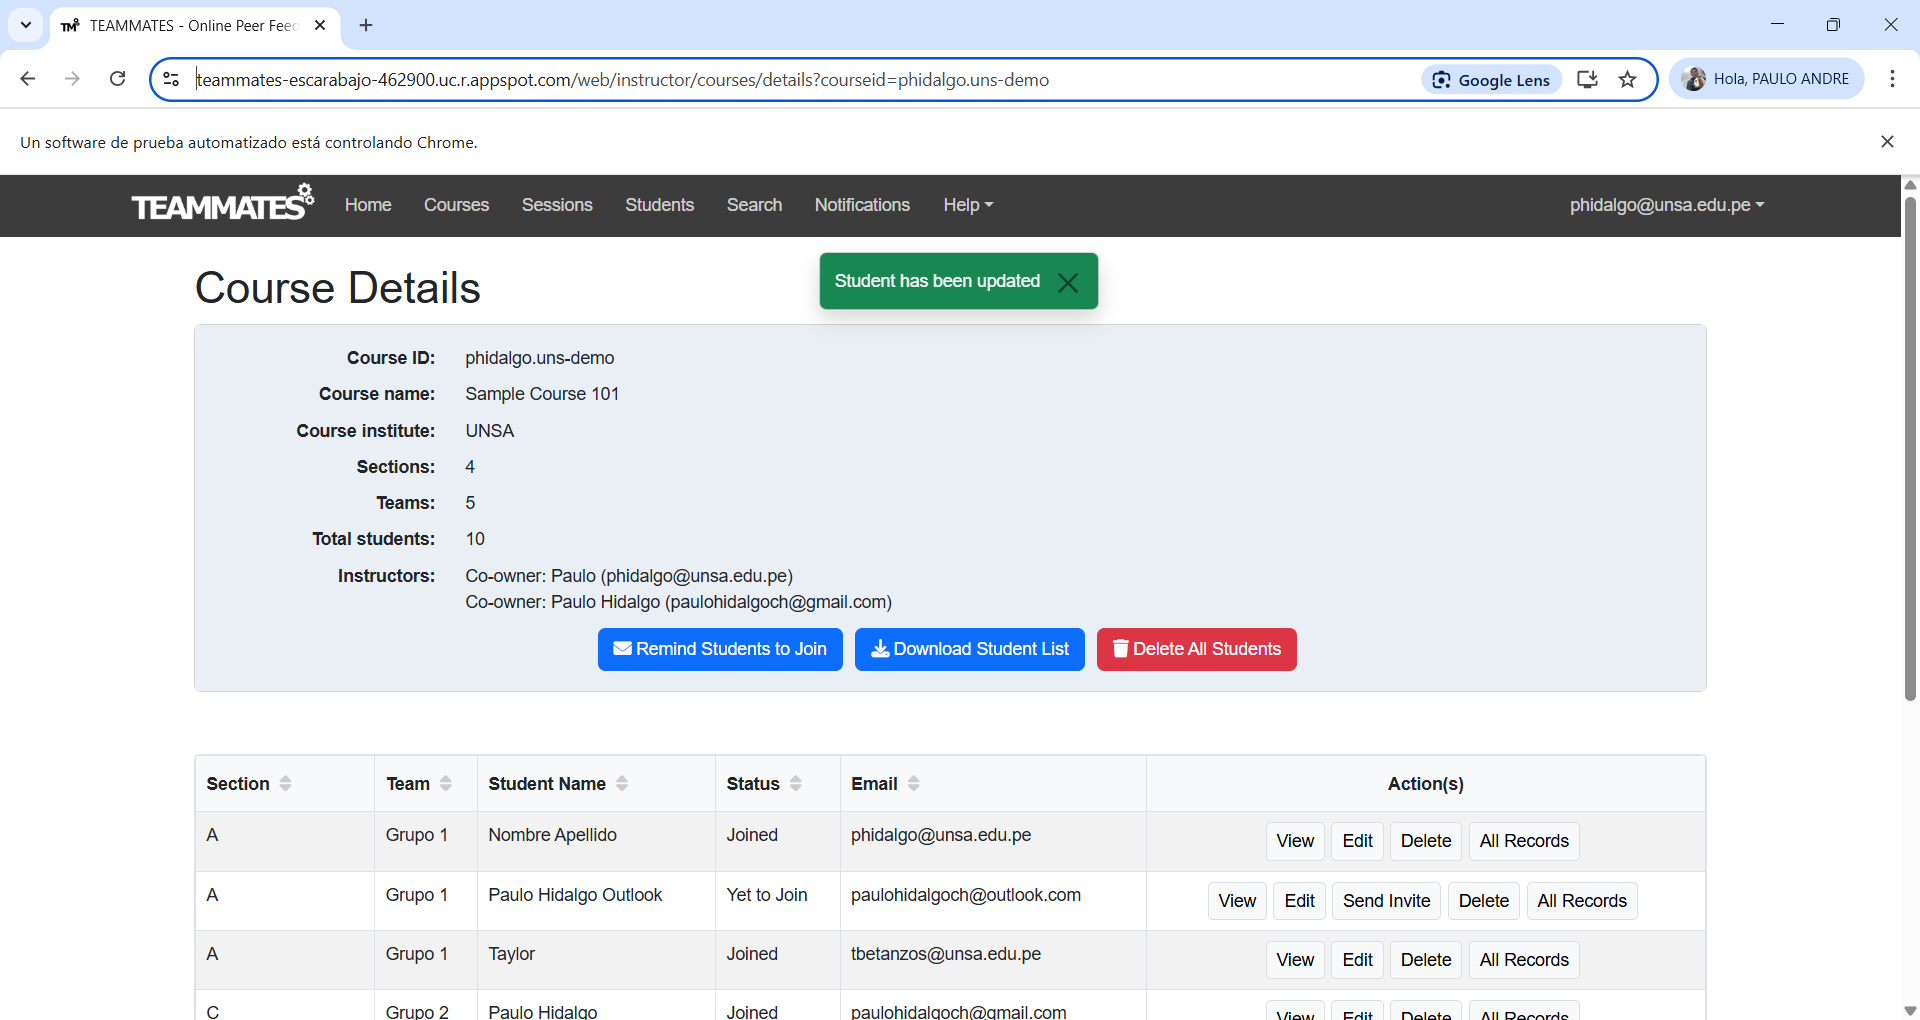 TEAMMATES - Online Peer Feed
teammates-escarabajo-462900.uc.r.appspot.com/web/instructor/courses/details?courseid=phidalgo.uns-demo
Google Lens
Hola, PAULO ANDRE
Un software de prueba automatizado está controlando Chrome.
TEAMMATES Home Courses Sessions Students Search Notifications Help phidalgo@unsa.edu.pe
Student has been updated
Course Details
Course ID: phidalgo.uns-demo
Course name: Sample Course 101
Course institute: UNSA
Sections: 4
Teams: 5
Total students: 10
Instructors: Co-owner: Paulo (phidalgo@unsa.edu.pe)
Co-owner: Paulo Hidalgo (paulohidalgoch@gmail.com)
Remind Students to Join Download Student List Delete All Students
Section Team Student Name Status Email Action(s)
A Grupo 1 Nombre Apellido Joined phidalgo@unsa.edu.pe View Edit Delete All Records
A Grupo 1 Paulo Hidalgo Outlook Yet to Join paulohidalgoch@outlook.com View Edit Send Invite Delete All Records
A Grupo 1 Taylor Joined tbetanzos@unsa.edu.pe View Edit Delete All Records
C Grupo 2 Paulo Hidalgo Joined paulohidalgoch@gmail.com View Edit Delete All Records